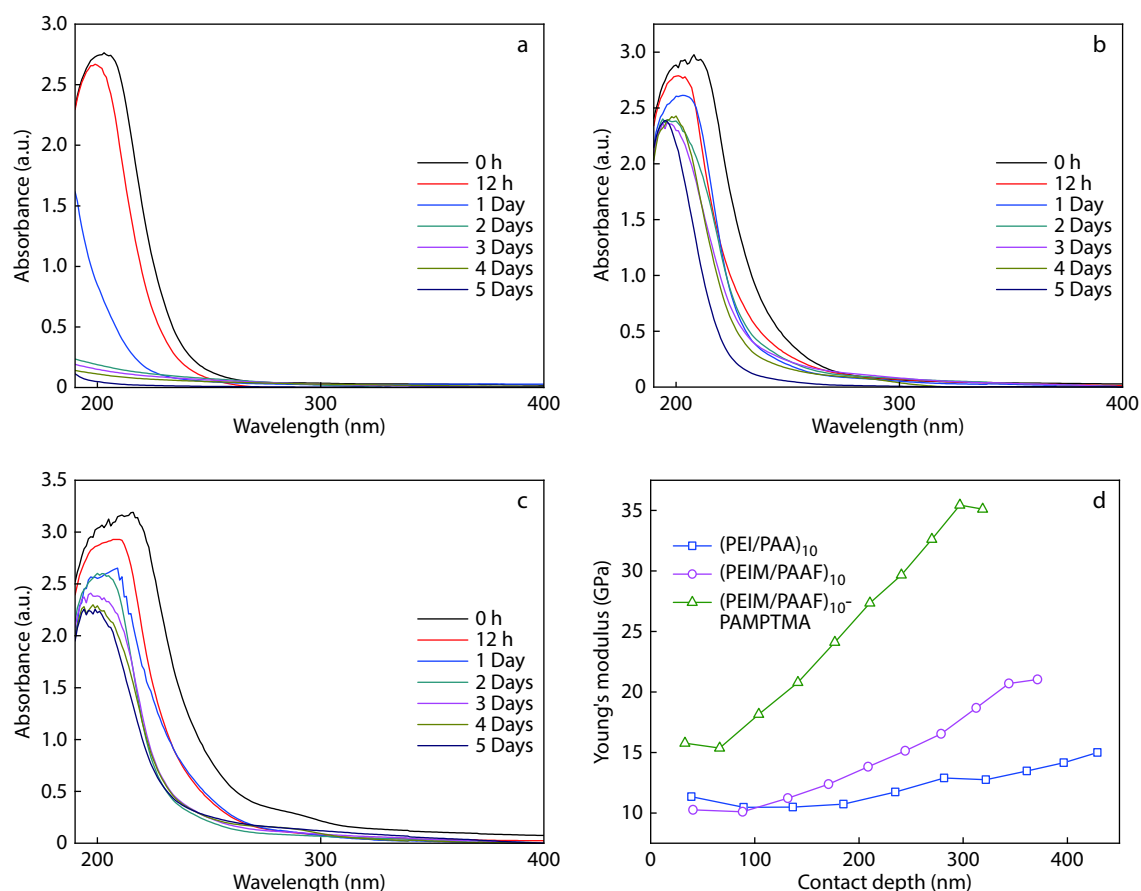 a
3.0
2.5
2.0
1.5
1.0
0.5
0
Absorbance (a.u.)
0 h
12 h
1 Day
2 Days
3 Days
4 Days
5 Days
200
300
400
Wavelength (nm)
b
3.0
2.5
2.0
1.5
1.0
0.5
0
Absorbance (a.u.)
0 h
12 h
1 Day
2 Days
3 Days
4 Days
5 Days
200
300
400
Wavelength (nm)
c
3.5
3.0
2.5
2.0
1.5
1.0
0.5
0
Absorbance (a.u.)
0 h
12 h
1 Day
2 Days
3 Days
4 Days
5 Days
200
300
400
Wavelength (nm)
d
35
30
25
20
15
10
Young's modulus (GPa)
(PEI/PAA)10
(PEIM/PAAF)10
(PEIM/PAAF)10-
PAMPTMA
0
100
200
300
400
Contact depth (nm)